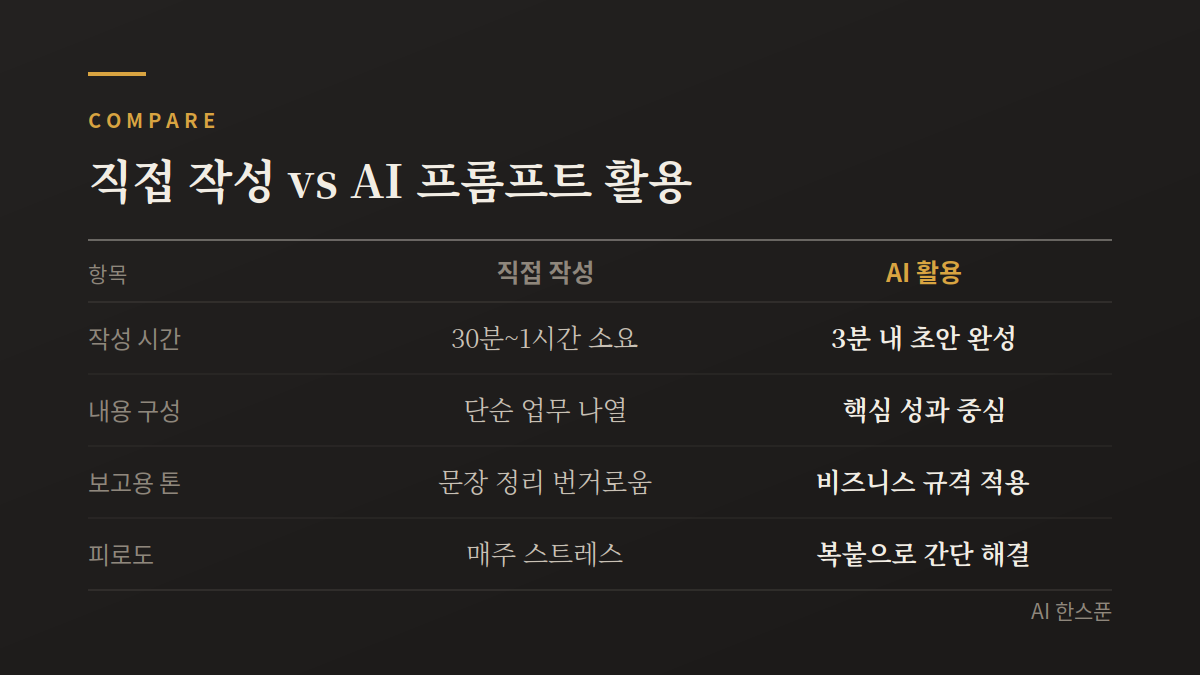 COMPARE
직접 작성 vs AI 프롬프트 활용
항목 직접 작성 AI 활용
작성 시간 30분~1시간 소요 3분 내 초안 완성
내용 구성 단순 업무 나열 핵심 성과 중심
보고용 톤 문장 정리 번거로움 비즈니스 규격 적용
피로도 매주 스트레스 복붙으로 간단 해결
AI 한스푼